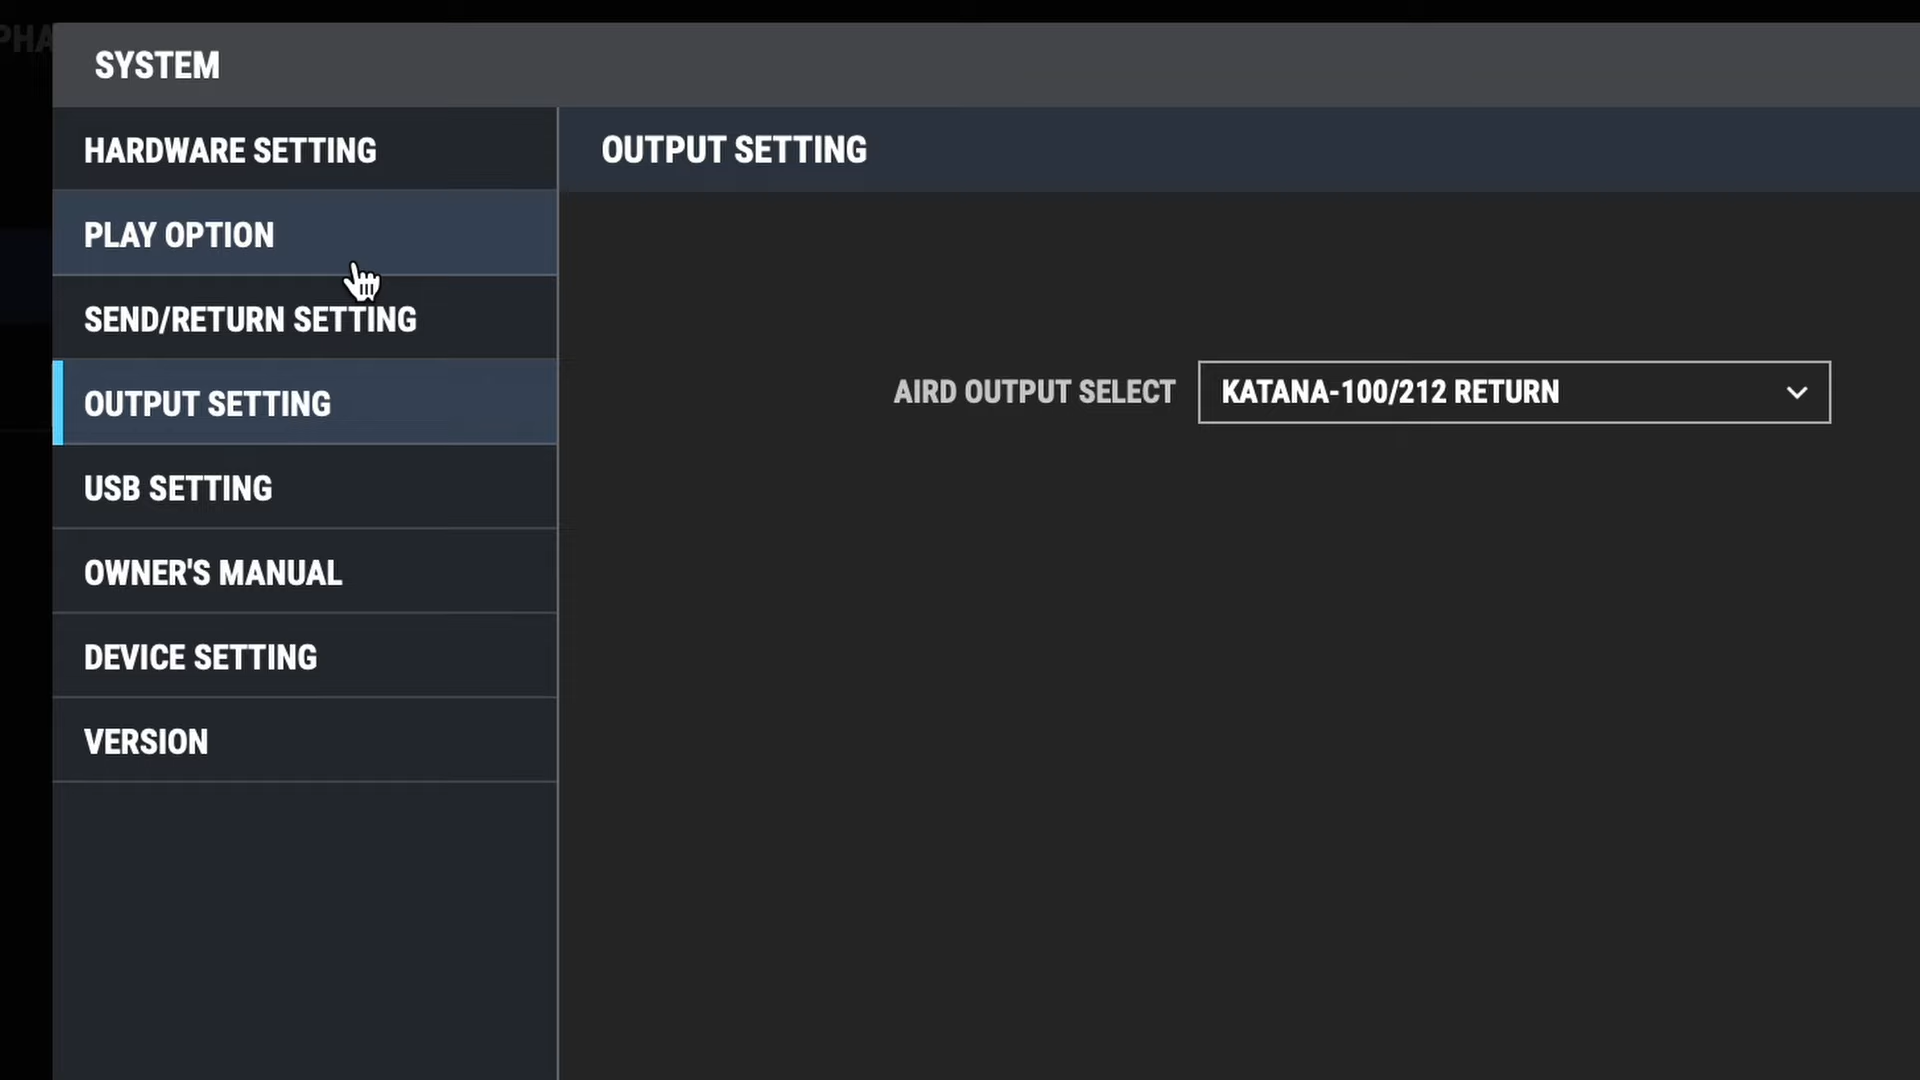 PHA
SYSTEM
HARDWARE SETTING
OUTPUT SETTING
PLAY OPTION
SEND/RETURN SETTING
AIRD OUTPUT SELECT KATANA-100/212 RETURN
OUTPUT SETTING
USB SETTING
OWNER'S MANUAL
DEVICE SETTING
VERSION